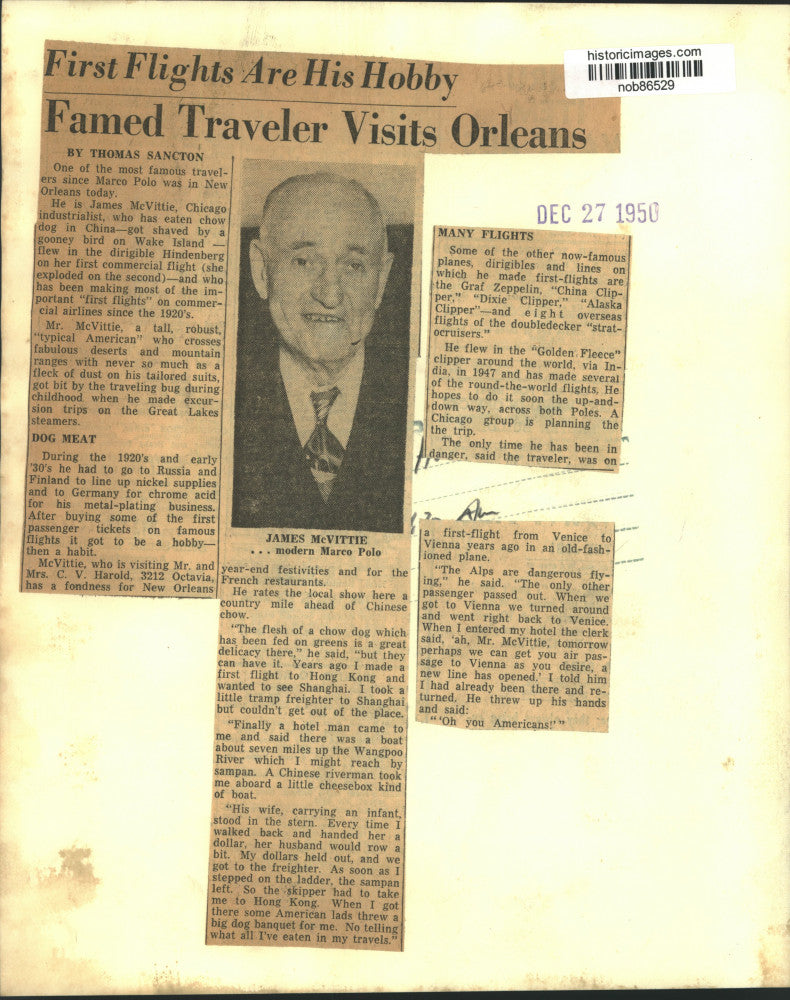 historicimages.com
nob86529
First Flights Are His Hobby
Famed Traveler Visits Orleans
DEC 27 1950
BY THOMAS SANCTON
One of the most famous travel-
ers since Marco Polo was in New
Orleans today.
He is James McVittie, Chicago
industrialist, who has eaten chow
dog in China—got shaved by a
gooney bird on Wake Island —
flew in the dirigible Hindenberg
on her first commercial flight (she
exploded on the second)—and who
has been making most of the im-
portant "first flights" on commer-
cial airlines since the 1920's.
Mr. McVittie, a tall, robust,
"typical American" who crosses
fabulous deserts and mountain
ranges with never so much as a
fleck of dust on his tailored suits,
got bit by the traveling bug during
childhood when he made excur-
sion trips on the Great Lakes
steamers.
DOG MEAT
During the 1920's and early
'30's he had to go to Russia and
Finland to line up nickel supplies
and to Germany for chrome acid
for his metal-plating business.
After buying some of the first
passenger tickets on famous
flights it got to be a hobby—
then a habit.
McVittie, who is visiting Mr. and
Mrs. C. V. Harold, 3212 Octavia,
has a fondness for New Orleans
JAMES McVITTIE
... modern Marco Polo
year-end festivities and for the
French restaurants.
He rates the local show here a
country mile ahead of Chinese
chow.
"The flesh of a chow dog which
has been fed on greens is a great
delicacy there," he said, "but they
can have it. Years ago I made a
first flight to Hong Kong and
wanted to see Shanghai. I took a
little tramp freighter to Shanghai
but couldn't get out of the place.
"Finally a hotel man came to
me and said there was a boat
about seven miles up the Wangpoo
River which I might reach by
sampan. A Chinese riverman took
me aboard a little cheesebox kind
of boat.
"His wife, carrying an infant,
stood in the stern. Every time I
walked back and handed her a
dollar, her husband would row a
bit. My dollars held out, and we
got to the freighter. As soon as I
stepped on the ladder, the sampan
left. So the skipper had to take
me to Hong Kong. When I got
there some American lads threw a
big dog banquet for me. No telling
what all I've eaten in my travels."
MANY FLIGHTS
Some of the other now-famous
planes, dirigibles and lines on
which he made first-flights are
the Graf Zeppelin, "China Clip-
per," "Dixie Clipper," "Alaska
Clipper"—and eight overseas
flights of the doubledecker "strat-
ocruisers."
He flew in the "Golden Fleece"
clipper around the world, via In-
dia, in 1947 and has made several
of the round-the-world flights. He
hopes to do it soon the up-and-
down way, across both Poles. A
Chicago group is planning the
the trip.
The only time he has been in
danger, said the traveler, was on
a first-flight from Venice to
Vienna years ago in an old-fash-
ioned plane.
"The Alps are dangerous fly-
ing," he said. "The only other
passenger passed out. When we
got to Vienna we turned around
and went right back to Venice.
When I entered my hotel the clerk
said, 'ah, Mr. McVittie, tomorrow
perhaps we can get you air pas-
sage to Vienna as you desire, a
new line has opened.' I told him
I had already been there and re-
turned. He threw up his hands
and said:
"'Oh you Americans!'"